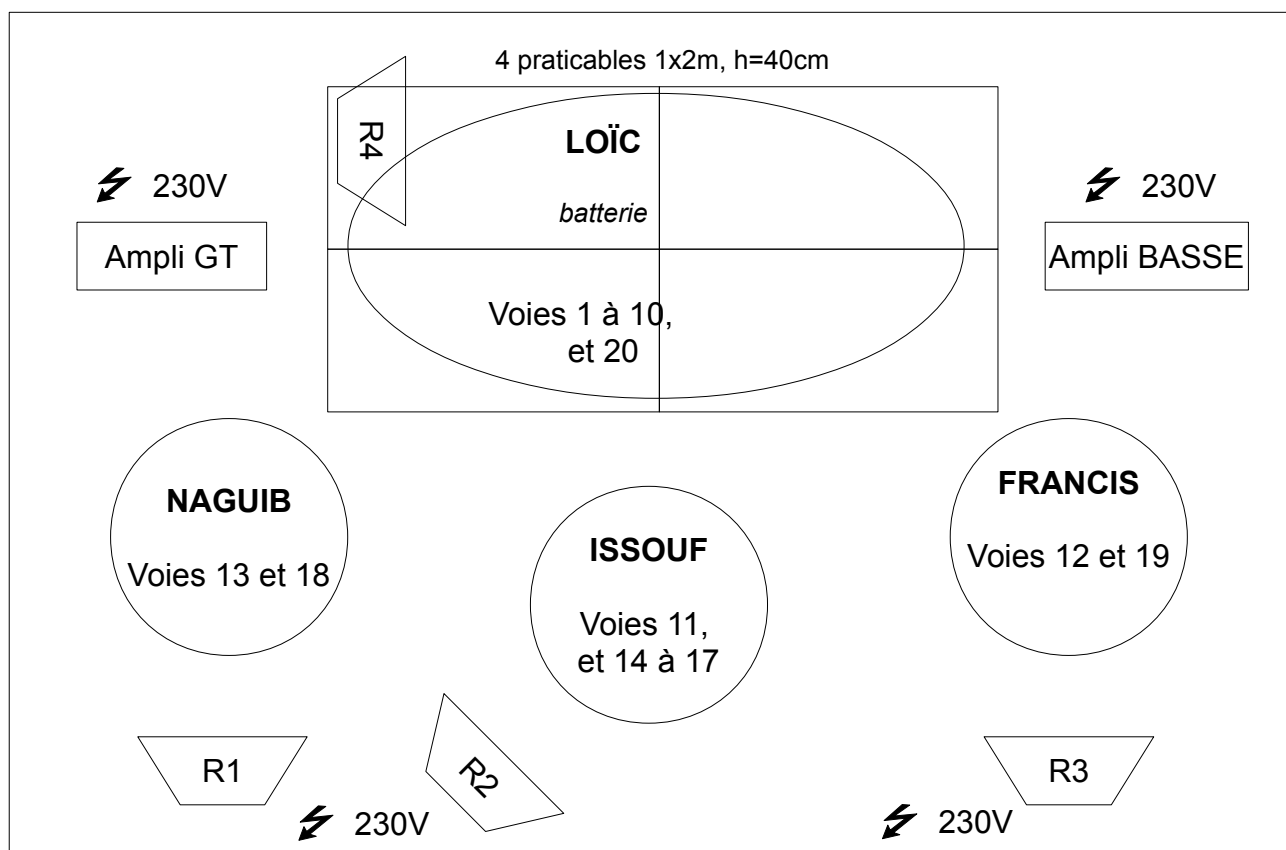 4 praticables 1x2m, h=40cm
R4
LOÏC
batterie
230V
230V
Ampli GT
Ampli BASSE
Voies 1 à 10,
et 20
NAGUIB
Voies 13 et 18
ISSOUF
Voies 11,
et 14 à 17
FRANCIS
Voies 12 et 19
R1
R2
R3
230V
230V